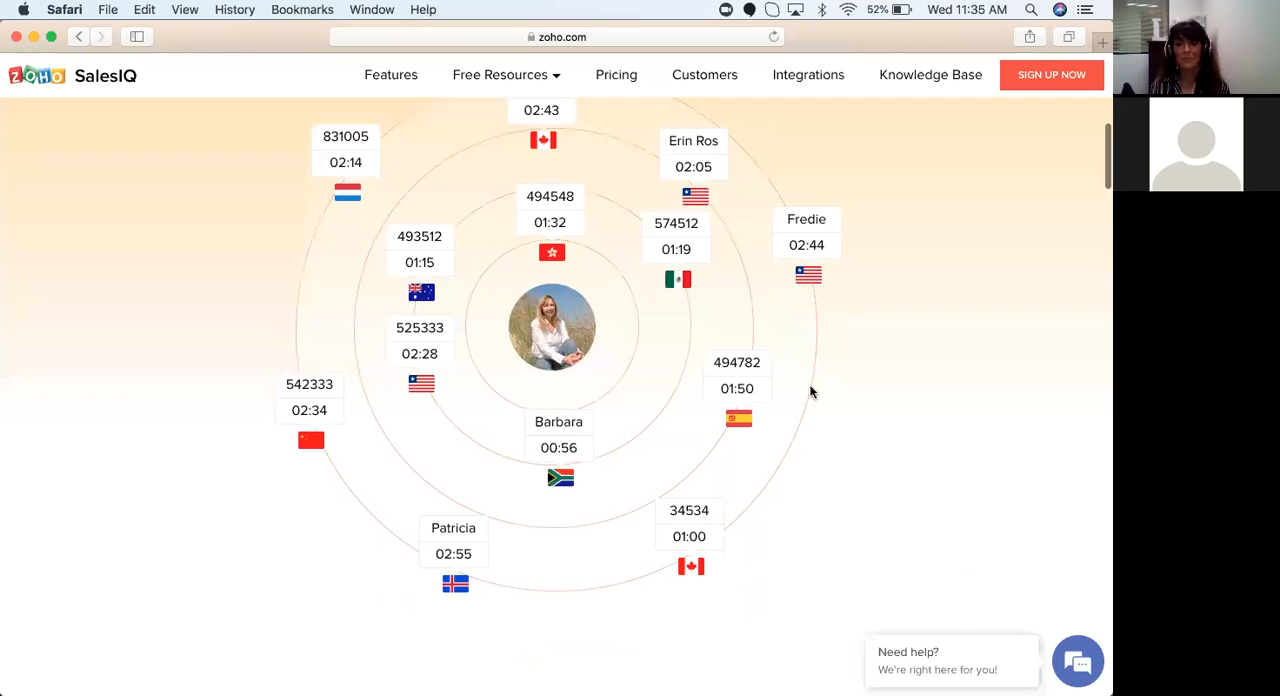 Safari File Edit View History Bookmarks Window Help 52% Wed 11:35 AM
zoho.com
ZOHO SalesIQ Features Free Resources Pricing Customers Integrations Knowledge Base SIGN UP NOW
02:43
831005
02:14
Erin Ros
02:05
494548
01:32
574512
01:19
Fredie
02:44
493512
01:15
525333
02:28
494782
01:50
542333
02:34
Barbara
00:56
34534
01:00
Patricia
02:55
Need help?
We're right here for you!